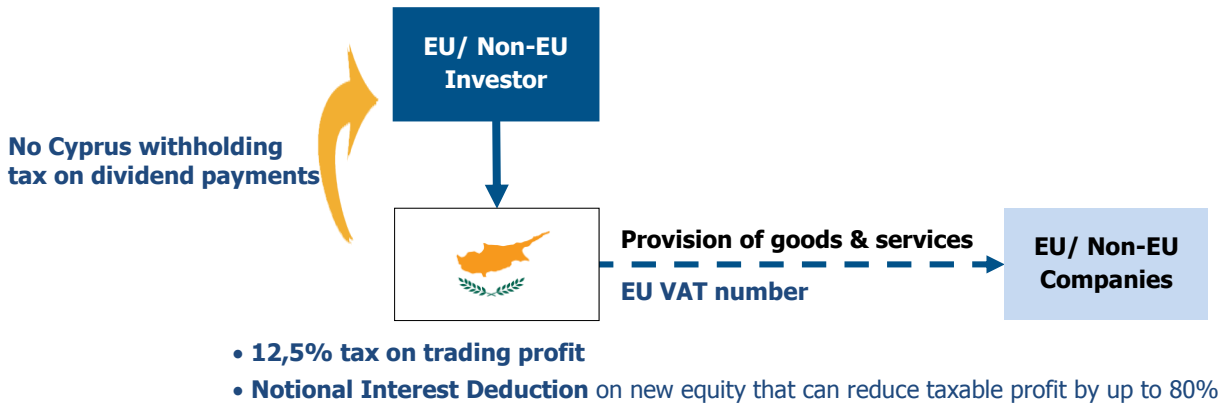 EU/ Non-EU
Investor
No Cyprus withholding
tax on dividend payments
Provision of goods & services
EU VAT number
EU/ Non-EU
Companies
• 12,5% tax on trading profit
• Notional Interest Deduction on new equity that can reduce taxable profit by up to 80%